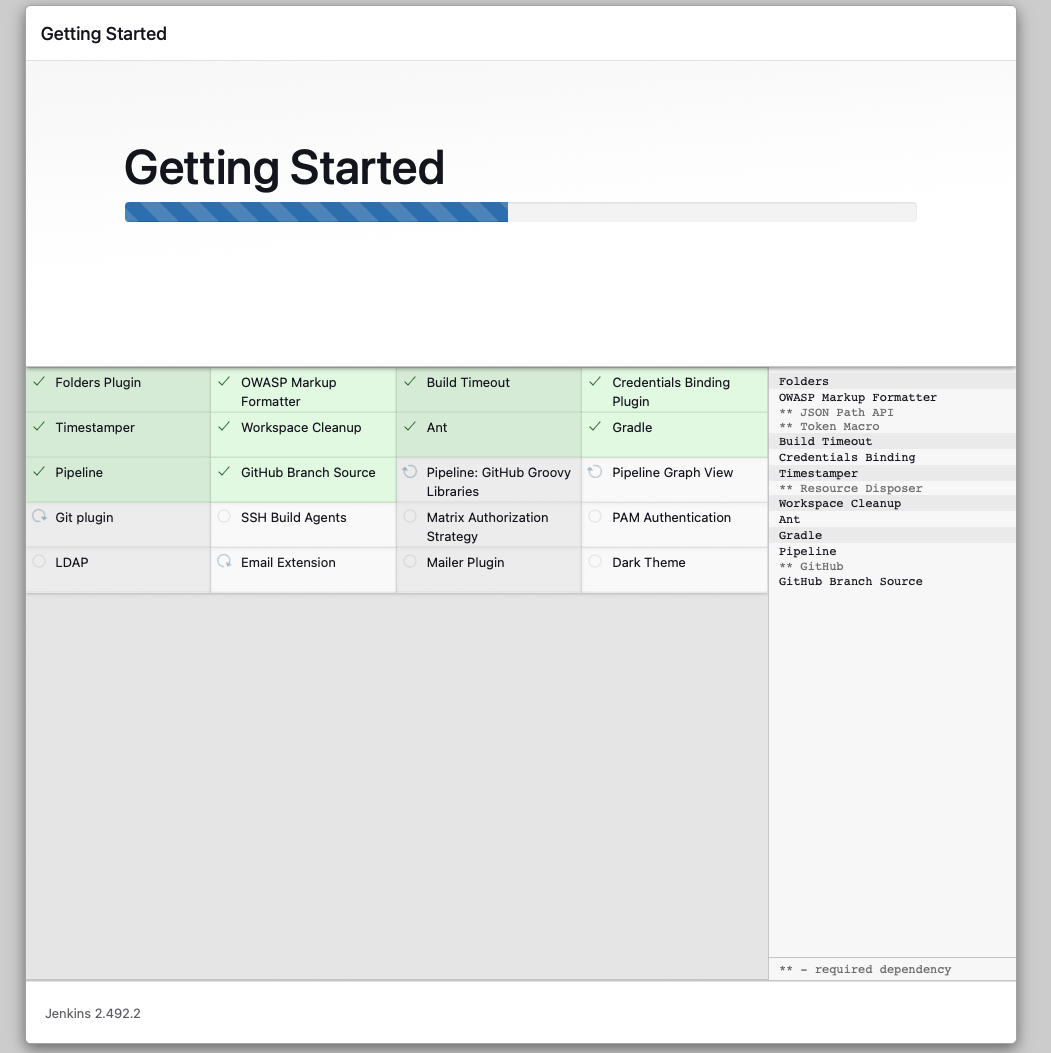 Getting Started
Getting Started
Folders Plugin
OWASP Markup
Formatter
Build Timeout
Credentials Binding
Plugin
Timestamper
Workspace Cleanup
Ant
Gradle
Pipeline
GitHub Branch Source
Pipeline: GitHub Groovy
Libraries
Pipeline Graph View
Git plugin
SSH Build Agents
Matrix Authorization
Strategy
PAM Authentication
LDAP
Email Extension
Mailer Plugin
Dark Theme
Folders
OWASP Markup Formatter
** JSON Path API
** Token Macro
Build Timeout
Credentials Binding
Timestamper
** Resource Disposer
Workspace Cleanup
Ant
Gradle
Pipeline
** GitHub
GitHub Branch Source
** - required dependency
Jenkins 2.492.2